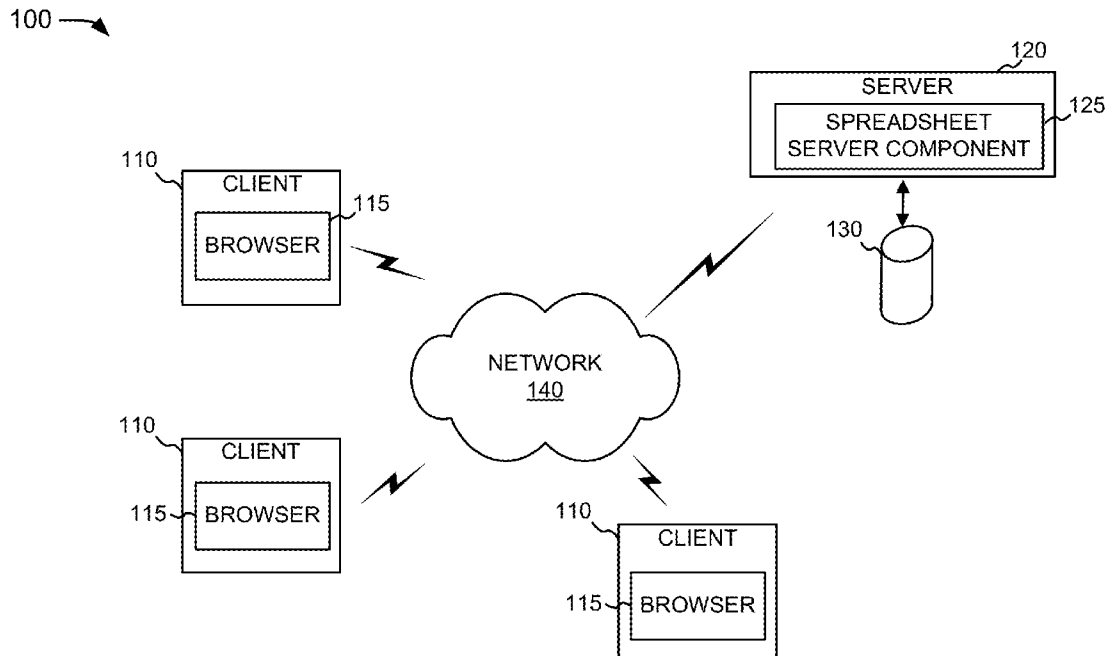 100
120
SERVER
125
SPREADSHEET
SERVER COMPONENT
110
CLIENT
115
BROWSER
130
NETWORK
140
110
CLIENT
115
BROWSER
110
CLIENT
115
BROWSER